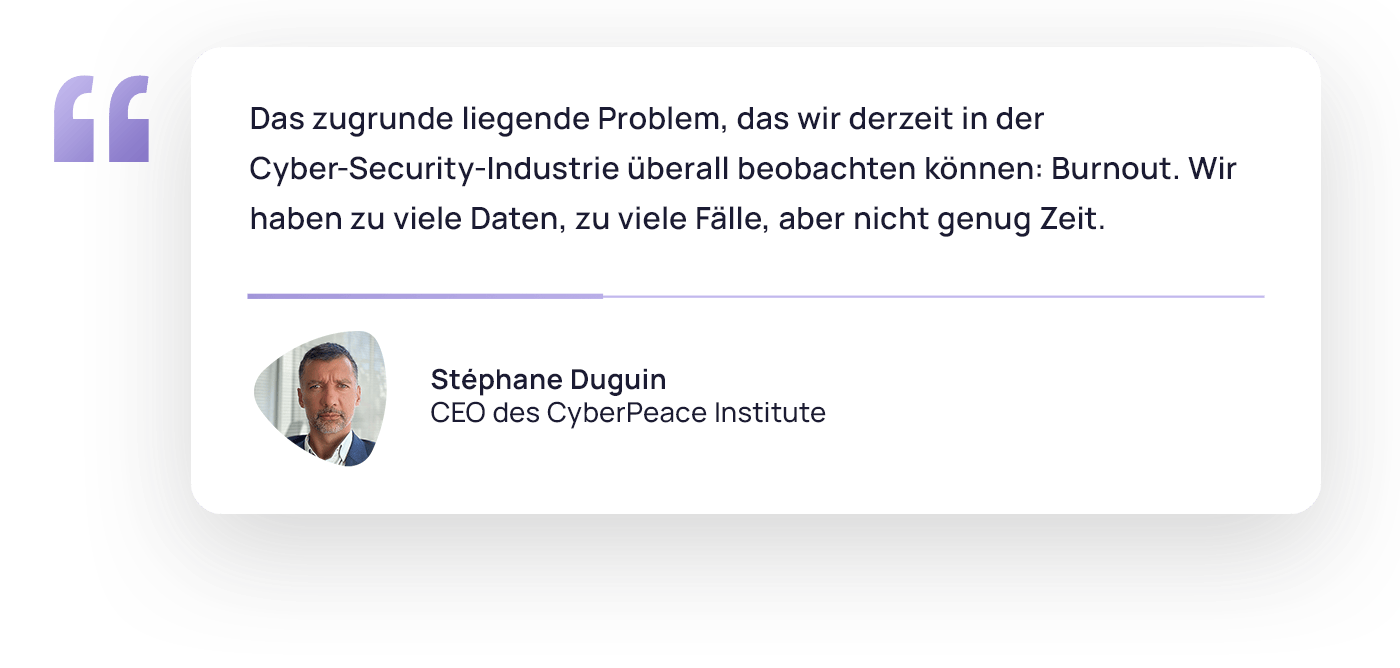 “
Das zugrunde liegende Problem, das wir derzeit in der
Cyber-Security-Industrie überall beobachten können: Burnout. Wir
haben zu viele Daten, zu viele Fälle, aber nicht genug Zeit.
Stéphane Duguin
CEO des CyberPeace Institute